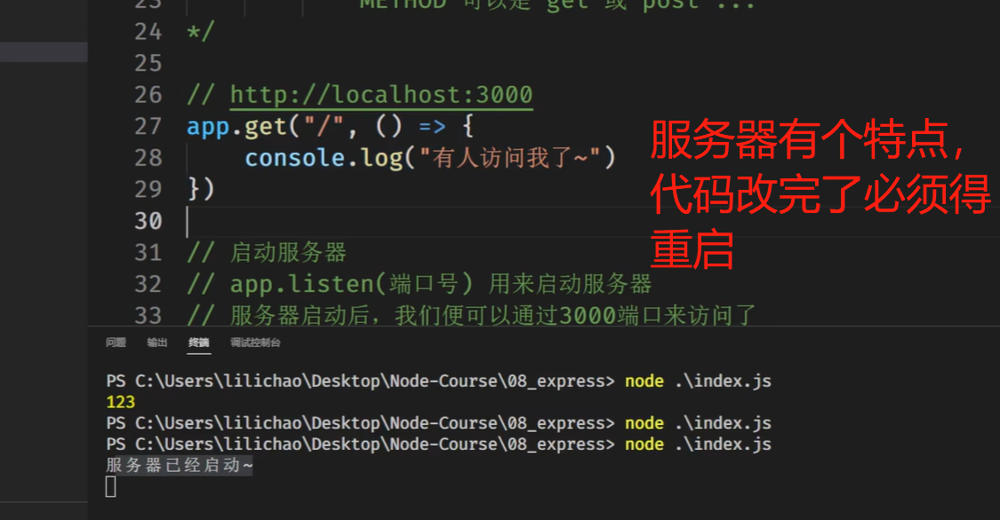 23 METHOD 可以是 get 或 post ...
24 */
25
26 // http://localhost:3000
27 app.get("/", () => {
28 console.log("有人访问我了~")
29 })
30
31 // 启动服务器
32 // app.listen(端口号) 用来启动服务器
33 // 服务器启动后，我们便可以通过3000端口来访问了
服务器有个特点，
代码改完了必须得
重启
问题 输出 终端 调试控制台
PS C:\Users\lilichao\Desktop\Node-Course\08_express> node .\index.js
123
PS C:\Users\lilichao\Desktop\Node-Course\08_express> node .\index.js
PS C:\Users\lilichao\Desktop\Node-Course\08_express> node .\index.js
服务器已经启动~